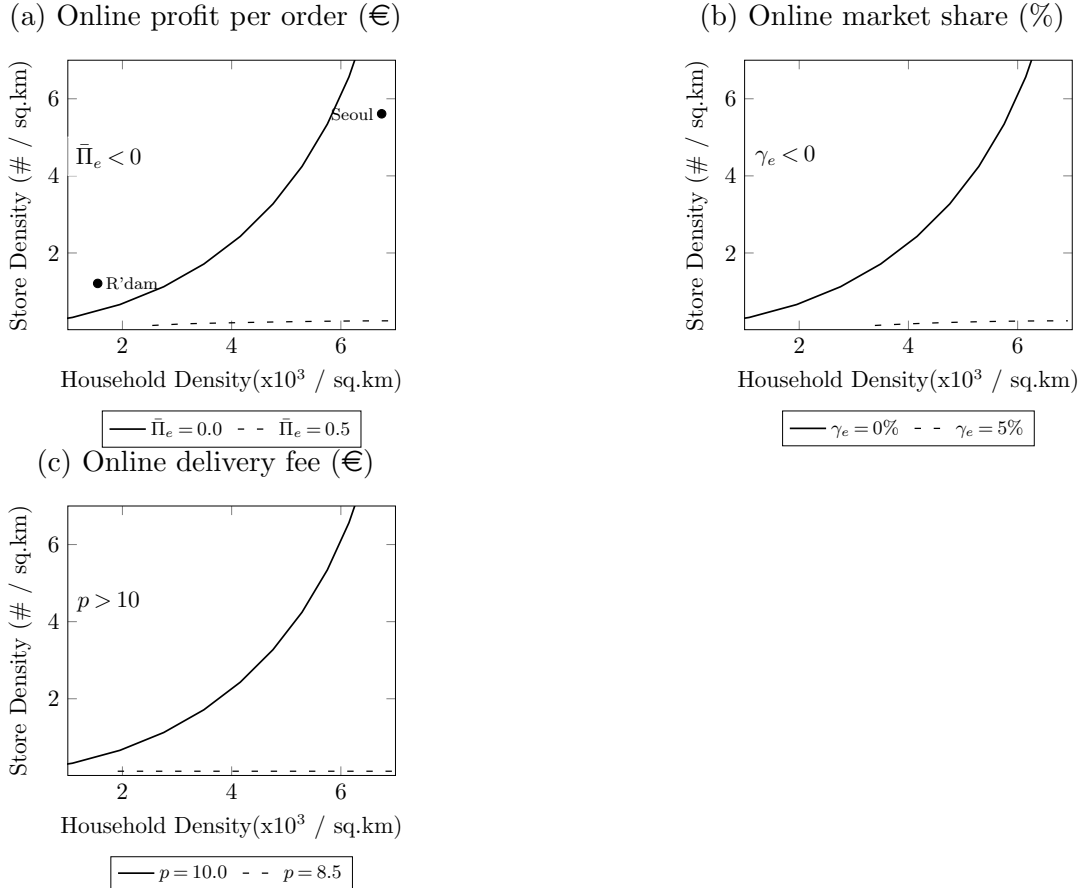 (a) Online profit per order (€)
Store Density (# / sq.km)
6
4
2
Π̄ₑ < 0
Seoul
R'dam
2 4 6
Household Density(x10³ / sq.km)
Π̄ₑ = 0.0 Π̄ₑ = 0.5
(b) Online market share (%)
Store Density (# / sq.km)
6
4
2
γₑ < 0
2 4 6
Household Density(x10³ / sq.km)
γₑ = 0% γₑ = 5%
(c) Online delivery fee (€)
Store Density (# / sq.km)
6
4
2
p > 10
2 4 6
Household Density(x10³ / sq.km)
p = 10.0 p = 8.5